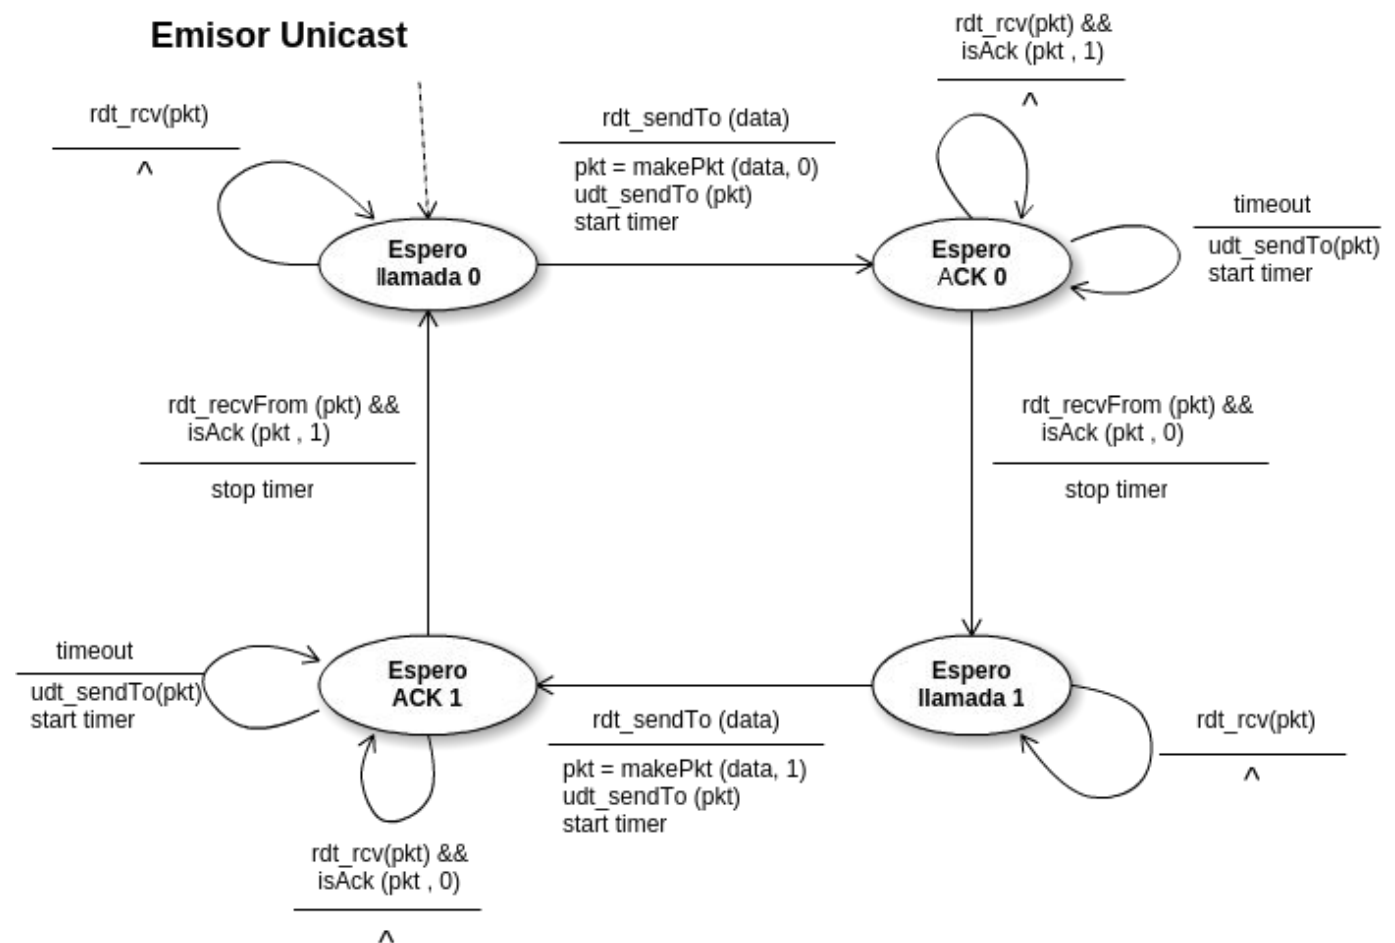 Emisor Unicast
rdt_rcv(pkt) &&
isAck (pkt , 1)
^
rdt_rcv(pkt)
^
rdt_sendTo (data)
pkt = makePkt (data, 0)
udt_sendTo (pkt)
start timer
timeout
udt_sendTo(pkt)
start timer
Espero
llamada 0
Espero
ACK 0
rdt_recvFrom (pkt) &&
isAck (pkt , 1)
stop timer
rdt_recvFrom (pkt) &&
isAck (pkt , 0)
stop timer
timeout
udt_sendTo(pkt)
start timer
Espero
ACK 1
Espero
llamada 1
rdt_sendTo (data)
pkt = makePkt (data, 1)
udt_sendTo (pkt)
start timer
rdt_rcv(pkt)
^
rdt_rcv(pkt) &&
isAck (pkt , 0)
^